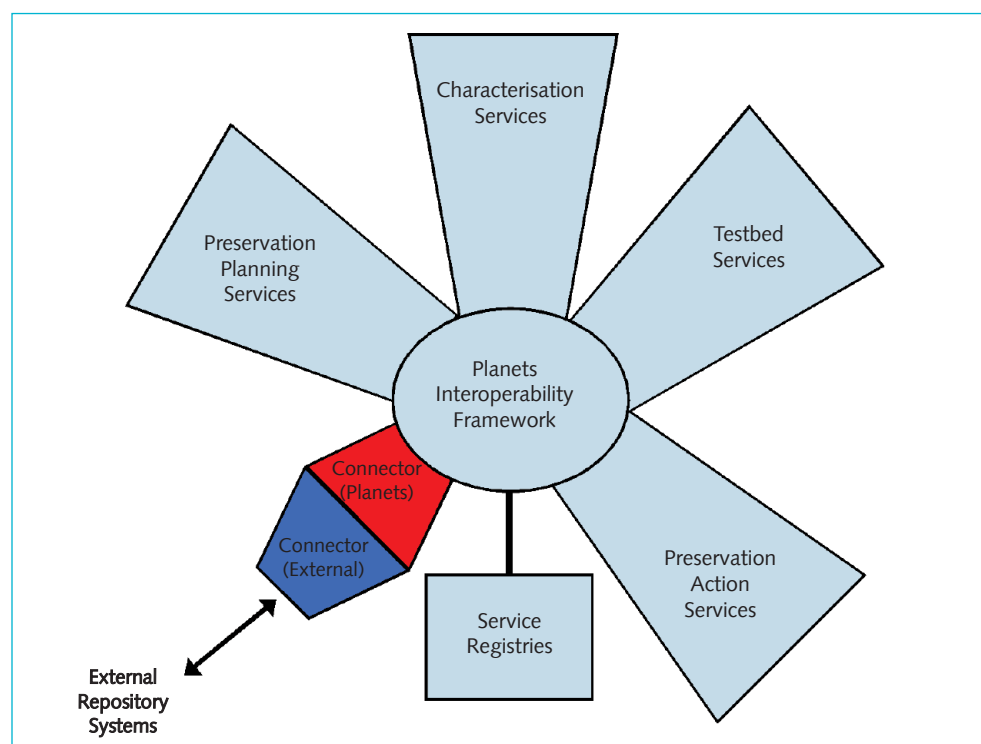 Characterisation
Services
Testbed
Services
Preservation
Planning
Services
Planets
Interoperability
Framework
Connector
(Planets)
Connector
(External)
Preservation
Action
Services
Service
Registries
External
Repository
Systems